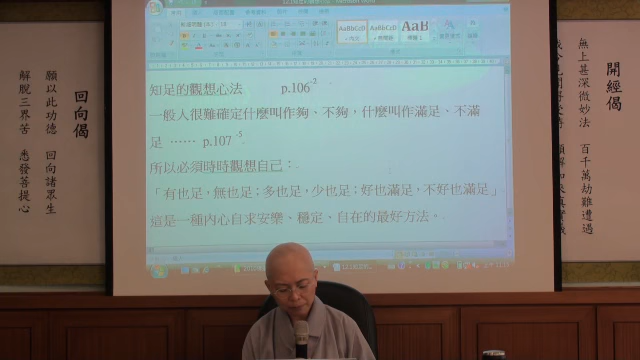 開經偈
無上甚深微妙法 百千萬劫難遭遇
知足的觀想心法 p.106-2
一般人很難確定什麼叫作夠、不夠，什麼叫作滿足、不滿
足 …… p.107 -5
所以必須時時觀想自己：
「有也足，無也足；多也足，少也足；好也滿足，不好也滿足」
這是一種內心自求安樂、穩定，自在的最好方法。
回向偈
願以此功德 回向諸眾生
解脫三界苦 悉發菩提心